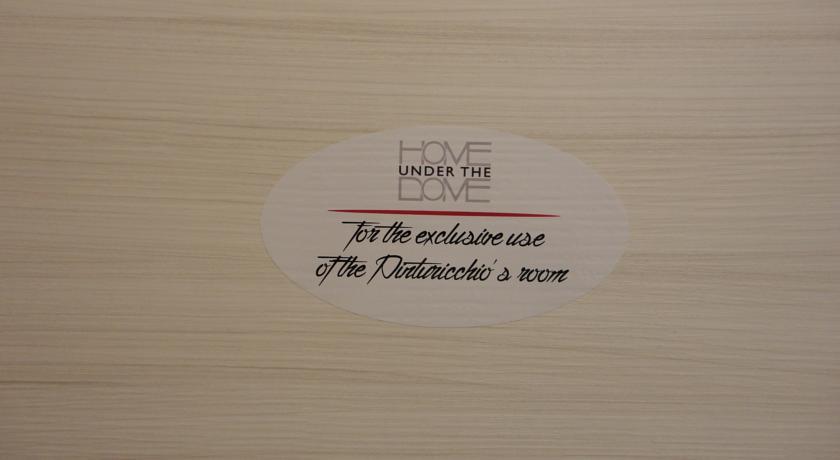 HOME
UNDER THE
DOME
for the exclusive use
of the Pinturicchio's room